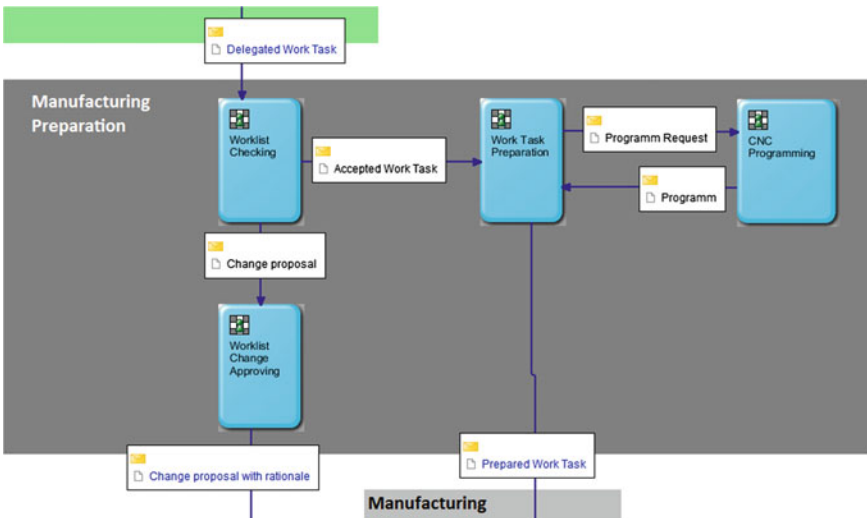 Delegated Work Task
Manufacturing
Preparation
Worklist
Checking
Accepted Work Task
Work Task
Preparation
Programm Request
Programm
CNC
Programming
Change proposal
Worklist
Change
Approving
Change proposal with rationale
Prepared Work Task
Manufacturing